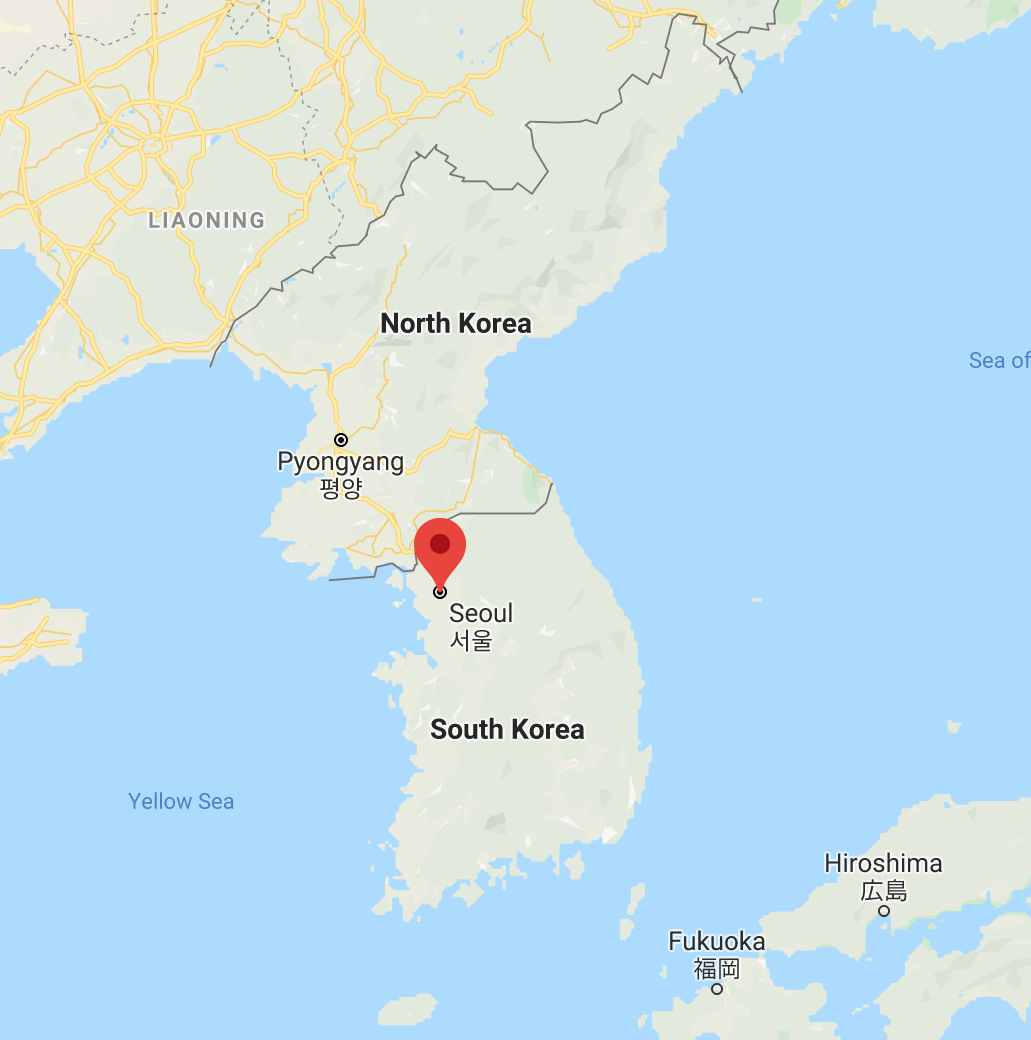 LIAONING
North Korea
Sea of
Pyongyang
평양
Seoul
서울
South Korea
Yellow Sea
Hiroshima
広島
Fukuoka
福岡